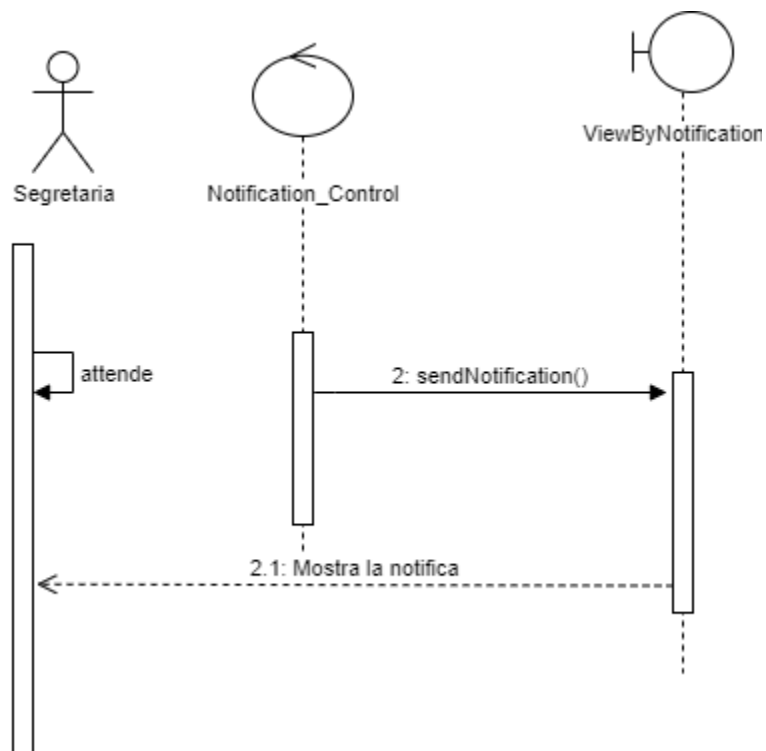 ViewByNotification
Segretaria
Notification_Control
attende
2: sendNotification()
2.1: Mostra la notifica